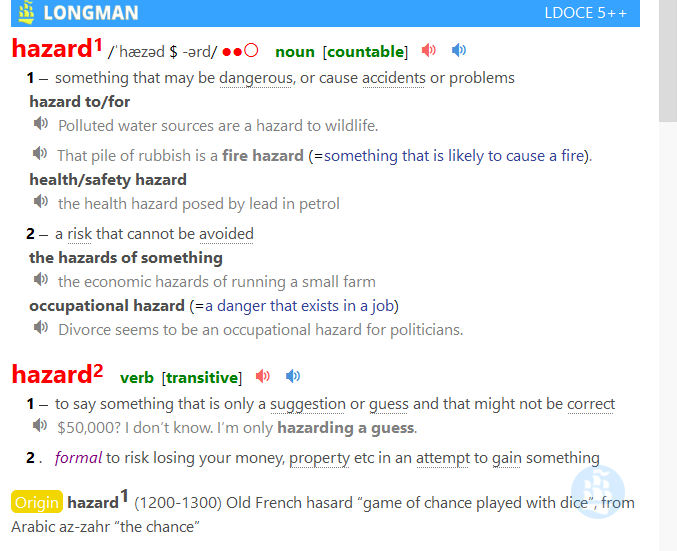 LONGMAN LDOCE 5++
hazard1 /ˈhæzəd $ -ərd/ ●●○ noun [countable]
1 – something that may be dangerous, or cause accidents or problems
hazard to/for
Polluted water sources are a hazard to wildlife.
That pile of rubbish is a fire hazard (=something that is likely to cause a fire).
health/safety hazard
the health hazard posed by lead in petrol
2 – a risk that cannot be avoided
the hazards of something
the economic hazards of running a small farm
occupational hazard (=a danger that exists in a job)
Divorce seems to be an occupational hazard for politicians.
hazard2 verb [transitive]
1 – to say something that is only a suggestion or guess and that might not be correct
$50,000? I don’t know. I’m only hazarding a guess.
2 . formal to risk losing your money, property etc in an attempt to gain something
Origin hazard1 (1200-1300) Old French hasard “game of chance played with dice”, from
Arabic az-zahr “the chance”